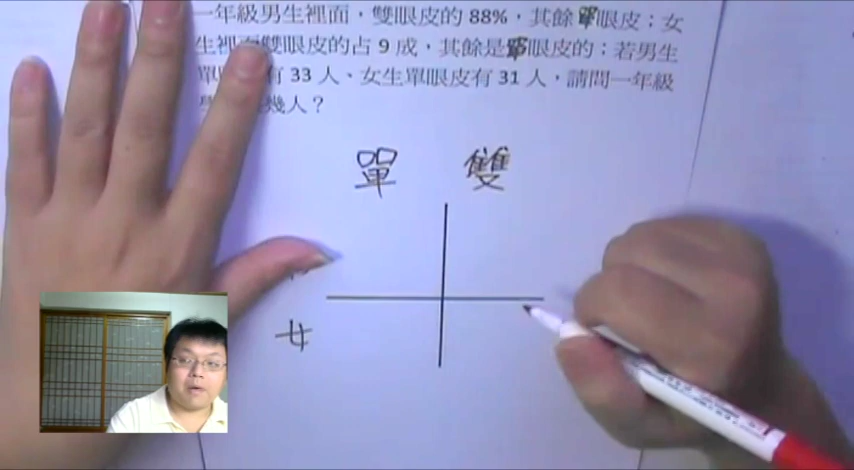 一年級男生裡面，雙眼皮的 88%，其餘單眼皮；女
生裡面雙眼皮的占 9 成，其餘是單眼皮的；若男生
單 有 33 人、女生單眼皮有 31 人，請問一年級
幾人？
單 雙
女